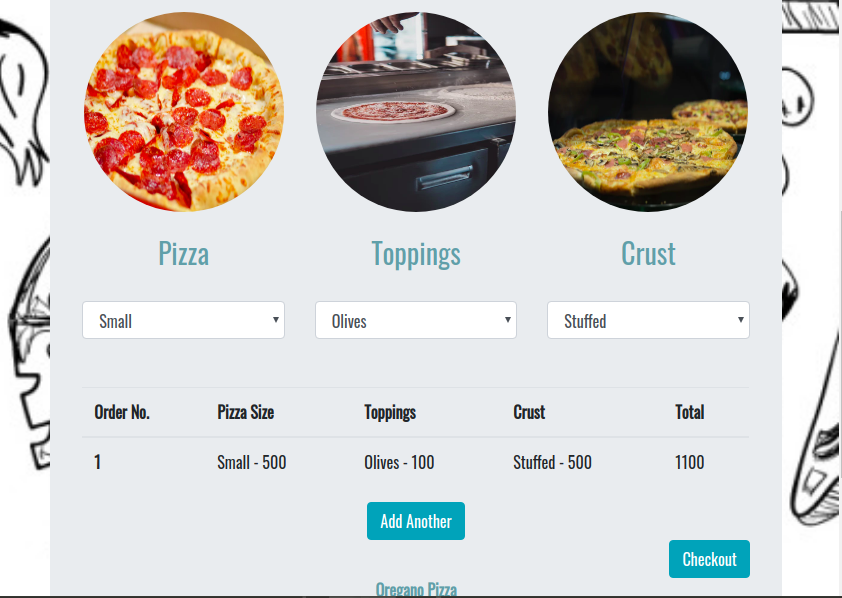 Pizza Toppings Crust
Small Olives Stuffed
Order No. Pizza Size Toppings Crust Total
1 Small - 500 Olives - 100 Stuffed - 500 1100
Add Another
Checkout
Oregano Pizza